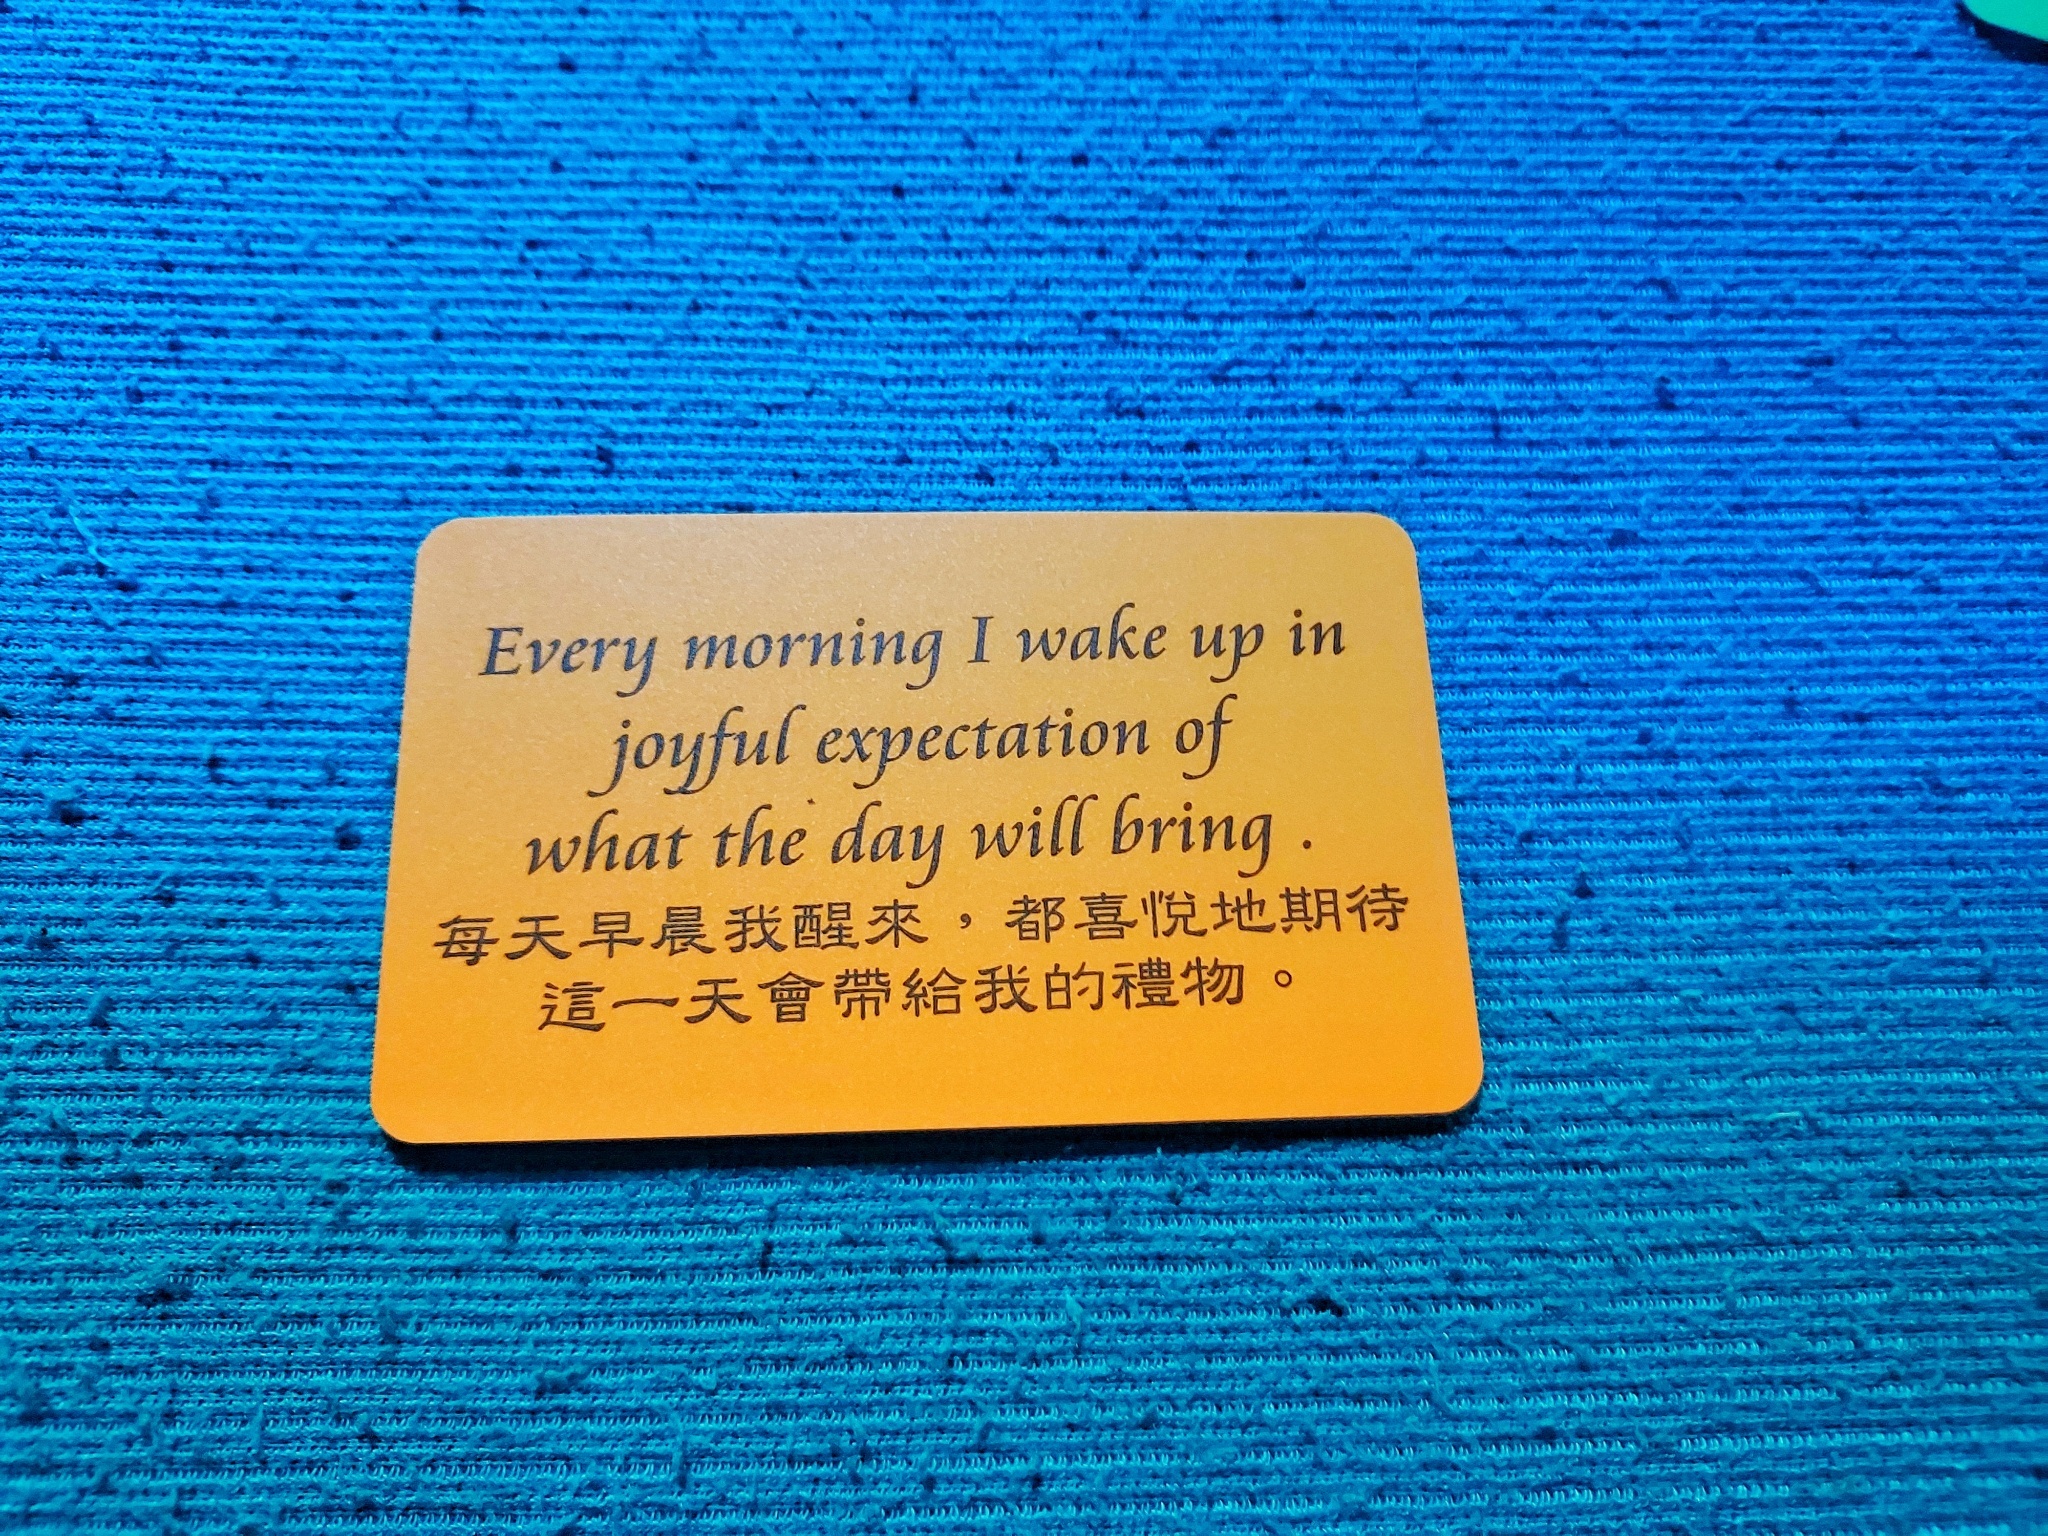 Every morning I wake up in
joyful expectation of
what the day will bring .
每天早晨我醒來，都喜悅地期待
這一天會帶給我的禮物。